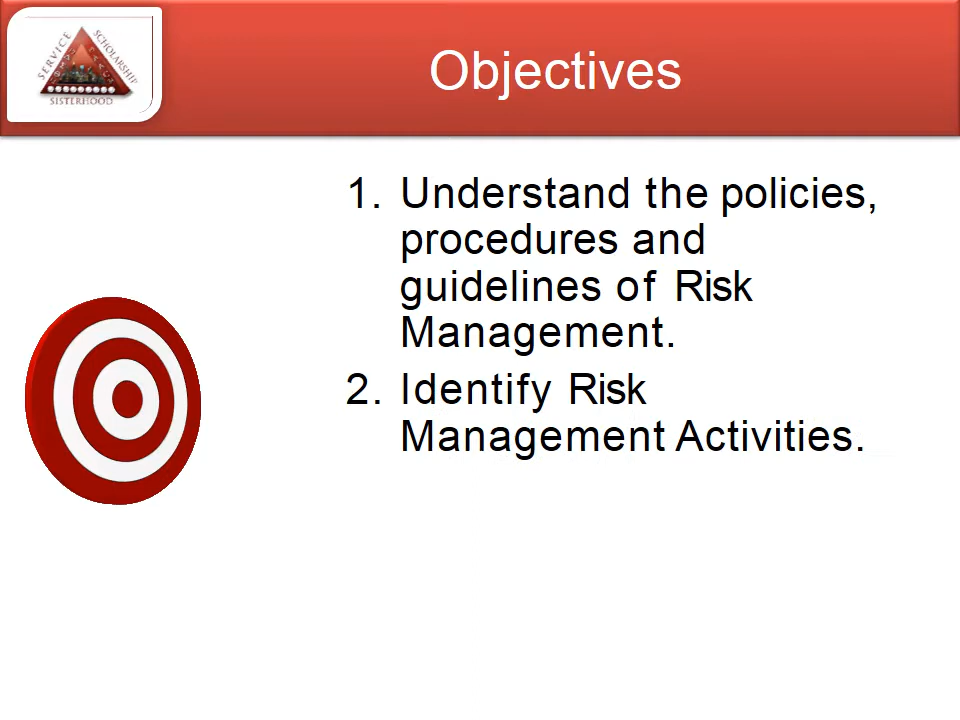 SERVICE
SCHOLARSHIP
SISTERHOOD
Objectives
1. Understand the policies,
procedures and
guidelines of Risk
Management.
2. Identify Risk
Management Activities.